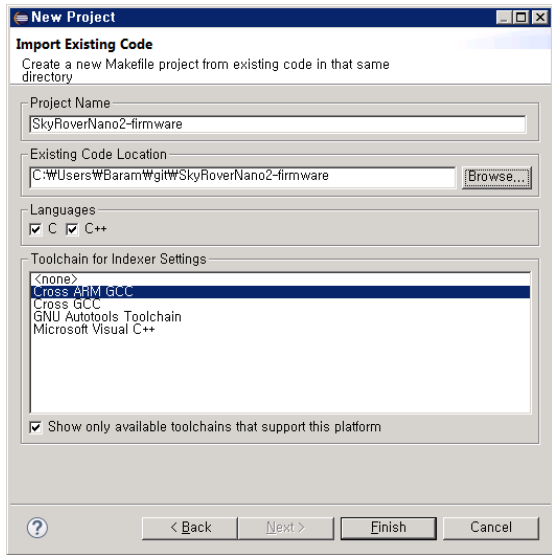 New Project
Import Existing Code
Create a new Makefile project from existing code in that same
directory
Project Name
SkyRoverNano2-firmware
Existing Code Location
C:₩Users₩Baram₩git₩SkyRoverNano2-firmware
Browse...
Languages
C C++
Toolchain for Indexer Settings
<none>
Cross ARM GCC
Cross GCC
GNU Autotools Toolchain
Microsoft Visual C++
Show only available toolchains that support this platform
? < Back Next > Finish Cancel